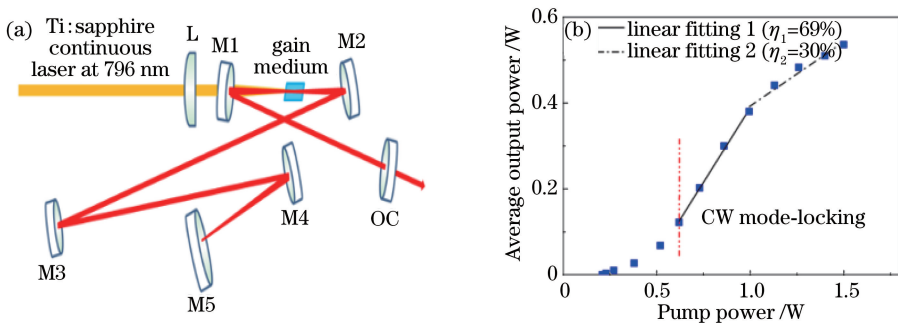 (a)
Ti:sapphire
continuous
laser at 796 nm
L
M1
gain
medium
M2
M3
M4
M5
OC
(b)
Average output power /W
0.6
0.4
0.2
0
linear fitting 1 (η1=69%)
linear fitting 2 (η2=30%)
CW mode-locking
0
0.5
1.0
1.5
Pump power /W